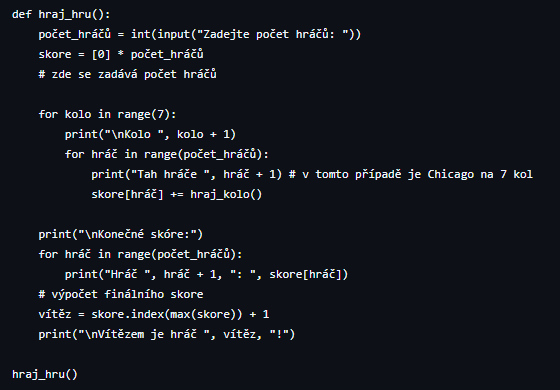 def hraj_hru():
    počet_hráčů = int(input("Zadejte počet hráčů: "))
    skore = [0] * počet_hráčů
    # zde se zadává počet hráčů

    for kolo in range(7):
        print("\nKolo ", kolo + 1)
        for hráč in range(počet_hráčů):
            print("Tah hráče ", hráč + 1) # v tomto případě je Chicago na 7 kol
            skore[hráč] += hraj_kolo()

    print("\nKonečné skóre:")
    for hráč in range(počet_hráčů):
        print("Hráč ", hráč + 1, ": ", skore[hráč])
    # výpočet finálního skore
    vítěz = skore.index(max(skore)) + 1
    print("\nVítězem je hráč ", vítěz, "!")

hraj_hru()